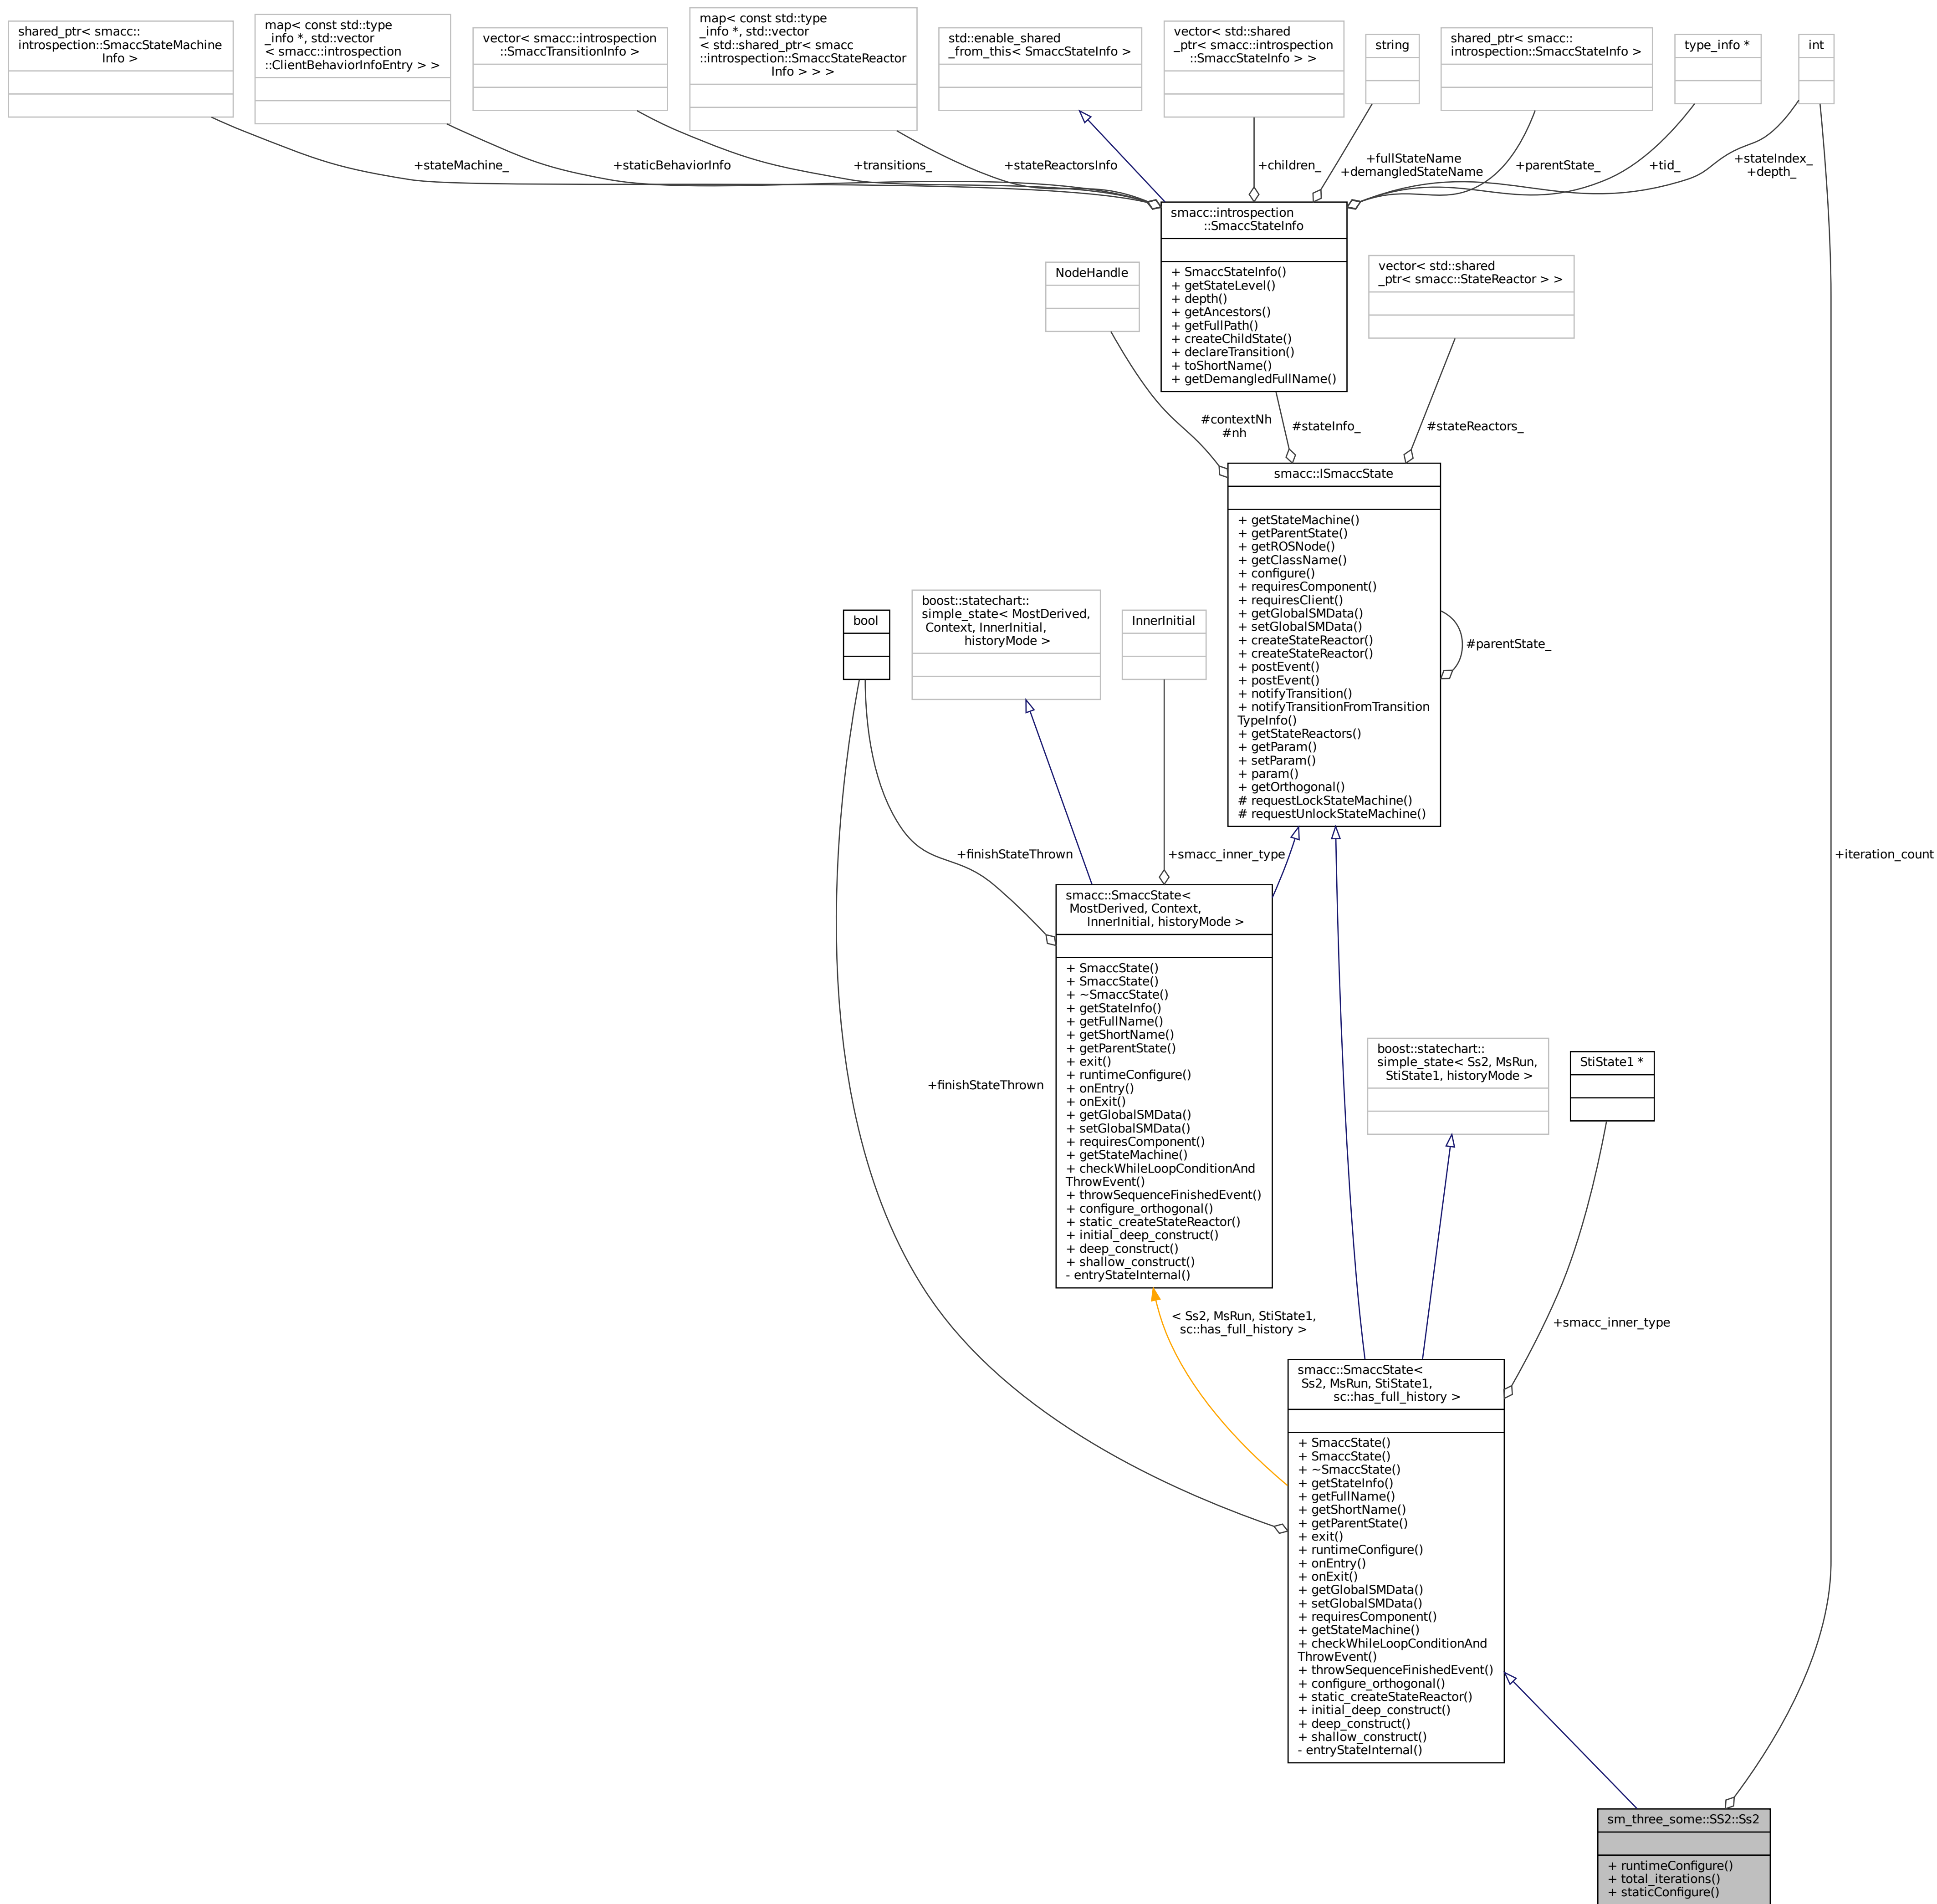 shared_ptr< smacc::
introspection::SmaccStateMachine
Info >
map< const std::type
_info *, std::vector
< smacc::introspection
::ClientBehaviorInfoEntry > >
vector< smacc::introspection
::SmaccTransitionInfo >
map< const std::type
_info *, std::vector
< std::shared_ptr< smacc
::introspection::SmaccStateReactor
Info > > >
std::enable_shared
_from_this< SmaccStateInfo >
vector< std::shared
_ptr< smacc::introspection
::SmaccStateInfo > >
string
shared_ptr< smacc::
introspection::SmaccStateInfo >
type_info *
int
+stateMachine_
+staticBehaviorInfo
+transitions_
+stateReactorsInfo
+children_
+fullStateName
+demangledStateName
+parentState_
+tid_
+stateIndex_
+depth_
smacc::introspection
::SmaccStateInfo
+ SmaccStateInfo()
+ getStateLevel()
+ depth()
+ getAncestors()
+ getFullPath()
+ createChildState()
+ declareTransition()
+ toShortName()
+ getDemangledFullName()
NodeHandle
vector< std::shared
_ptr< smacc::StateReactor > >
#contextNh
#nh
#stateInfo_
#stateReactors_
smacc::ISmaccState
+ getStateMachine()
+ getParentState()
+ getROSNode()
+ getClassName()
+ configure()
+ requiresComponent()
+ requiresClient()
+ getGlobalSMData()
+ setGlobalSMData()
+ createStateReactor()
+ createStateReactor()
+ postEvent()
+ postEvent()
+ notifyTransition()
+ notifyTransitionFromTransition
TypeInfo()
+ getStateReactors()
+ getParam()
+ setParam()
+ param()
+ getOrthogonal()
# requestLockStateMachine()
# requestUnlockStateMachine()
#parentState_
bool
boost::statechart::
simple_state< MostDerived,
Context, InnerInitial,
historyMode >
InnerInitial
+finishStateThrown
+smacc_inner_type
+iteration_count
smacc::SmaccState<
MostDerived, Context,
InnerInitial, historyMode >
+ SmaccState()
+ SmaccState()
+ ~SmaccState()
+ getStateInfo()
+ getFullName()
+ getShortName()
+ getParentState()
+ exit()
+ runtimeConfigure()
+ onEntry()
+ onExit()
+ getGlobalSMData()
+ setGlobalSMData()
+ requiresComponent()
+ getStateMachine()
+ checkWhileLoopConditionAnd
ThrowEvent()
+ throwSequenceFinishedEvent()
+ configure_orthogonal()
+ static_createStateReactor()
+ initial_deep_construct()
+ deep_construct()
+ shallow_construct()
- entryStateInternal()
+finishStateThrown
boost::statechart::
simple_state< Ss2, MsRun,
StiState1, historyMode >
StiState1 *
< Ss2, MsRun, StiState1,
sc::has_full_history >
+smacc_inner_type
smacc::SmaccState<
Ss2, MsRun, StiState1,
sc::has_full_history >
+ SmaccState()
+ SmaccState()
+ ~SmaccState()
+ getStateInfo()
+ getFullName()
+ getShortName()
+ getParentState()
+ exit()
+ runtimeConfigure()
+ onEntry()
+ onExit()
+ getGlobalSMData()
+ setGlobalSMData()
+ requiresComponent()
+ getStateMachine()
+ checkWhileLoopConditionAnd
ThrowEvent()
+ throwSequenceFinishedEvent()
+ configure_orthogonal()
+ static_createStateReactor()
+ initial_deep_construct()
+ deep_construct()
+ shallow_construct()
- entryStateInternal()
sm_three_some::SS2::Ss2
+ runtimeConfigure()
+ total_iterations()
+ staticConfigure()